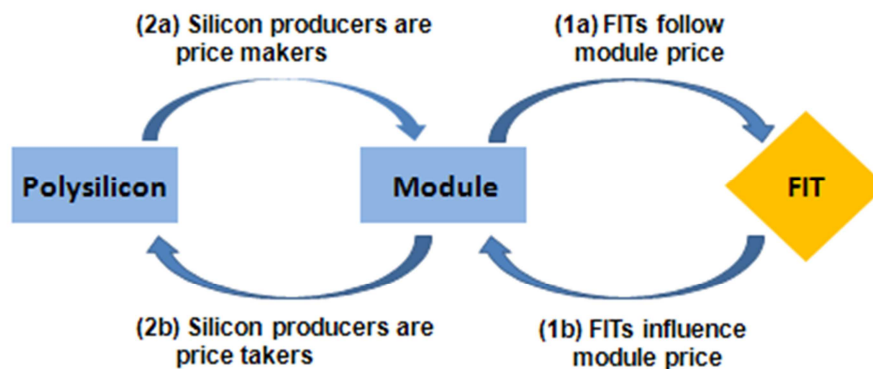 (2a) Silicon producers are
price makers
(1a) FITs follow
module price
Polysilicon
Module
FIT
(2b) Silicon producers are
price takers
(1b) FITs influence
module price